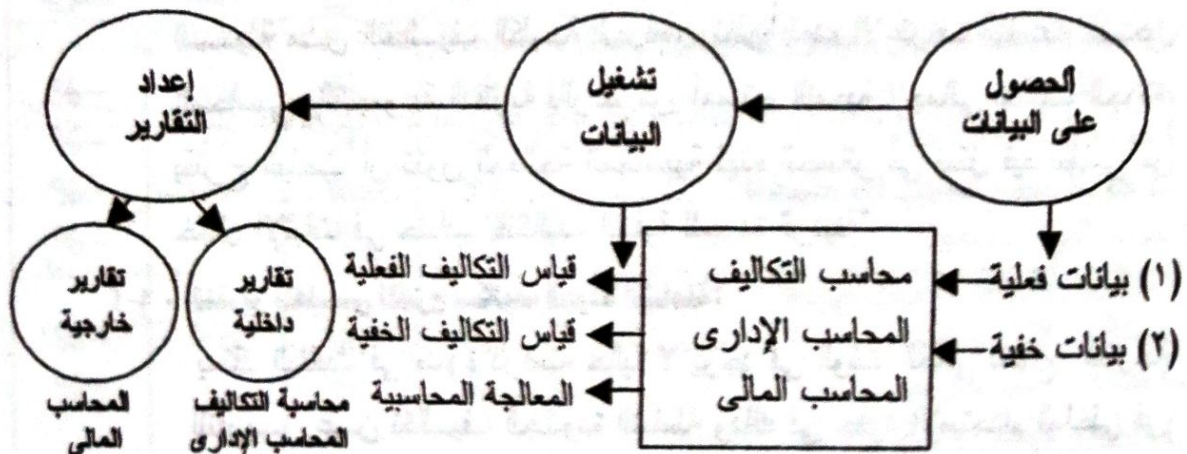 الحصول
على البيانات
تشغيل
البيانات
إعداد
التقارير
(١) بيانات فعلية
(٢) بيانات خفية
محاسب التكاليف
المحاسب الإدارى
المحاسب المالى
قياس التكاليف الفعلية
قياس التكاليف الخفية
المعالجة المحاسبية
تقارير
داخلية
تقارير
خارجية
محاسبة التكاليف
المحاسب الإدارى
المحاسب
المالى